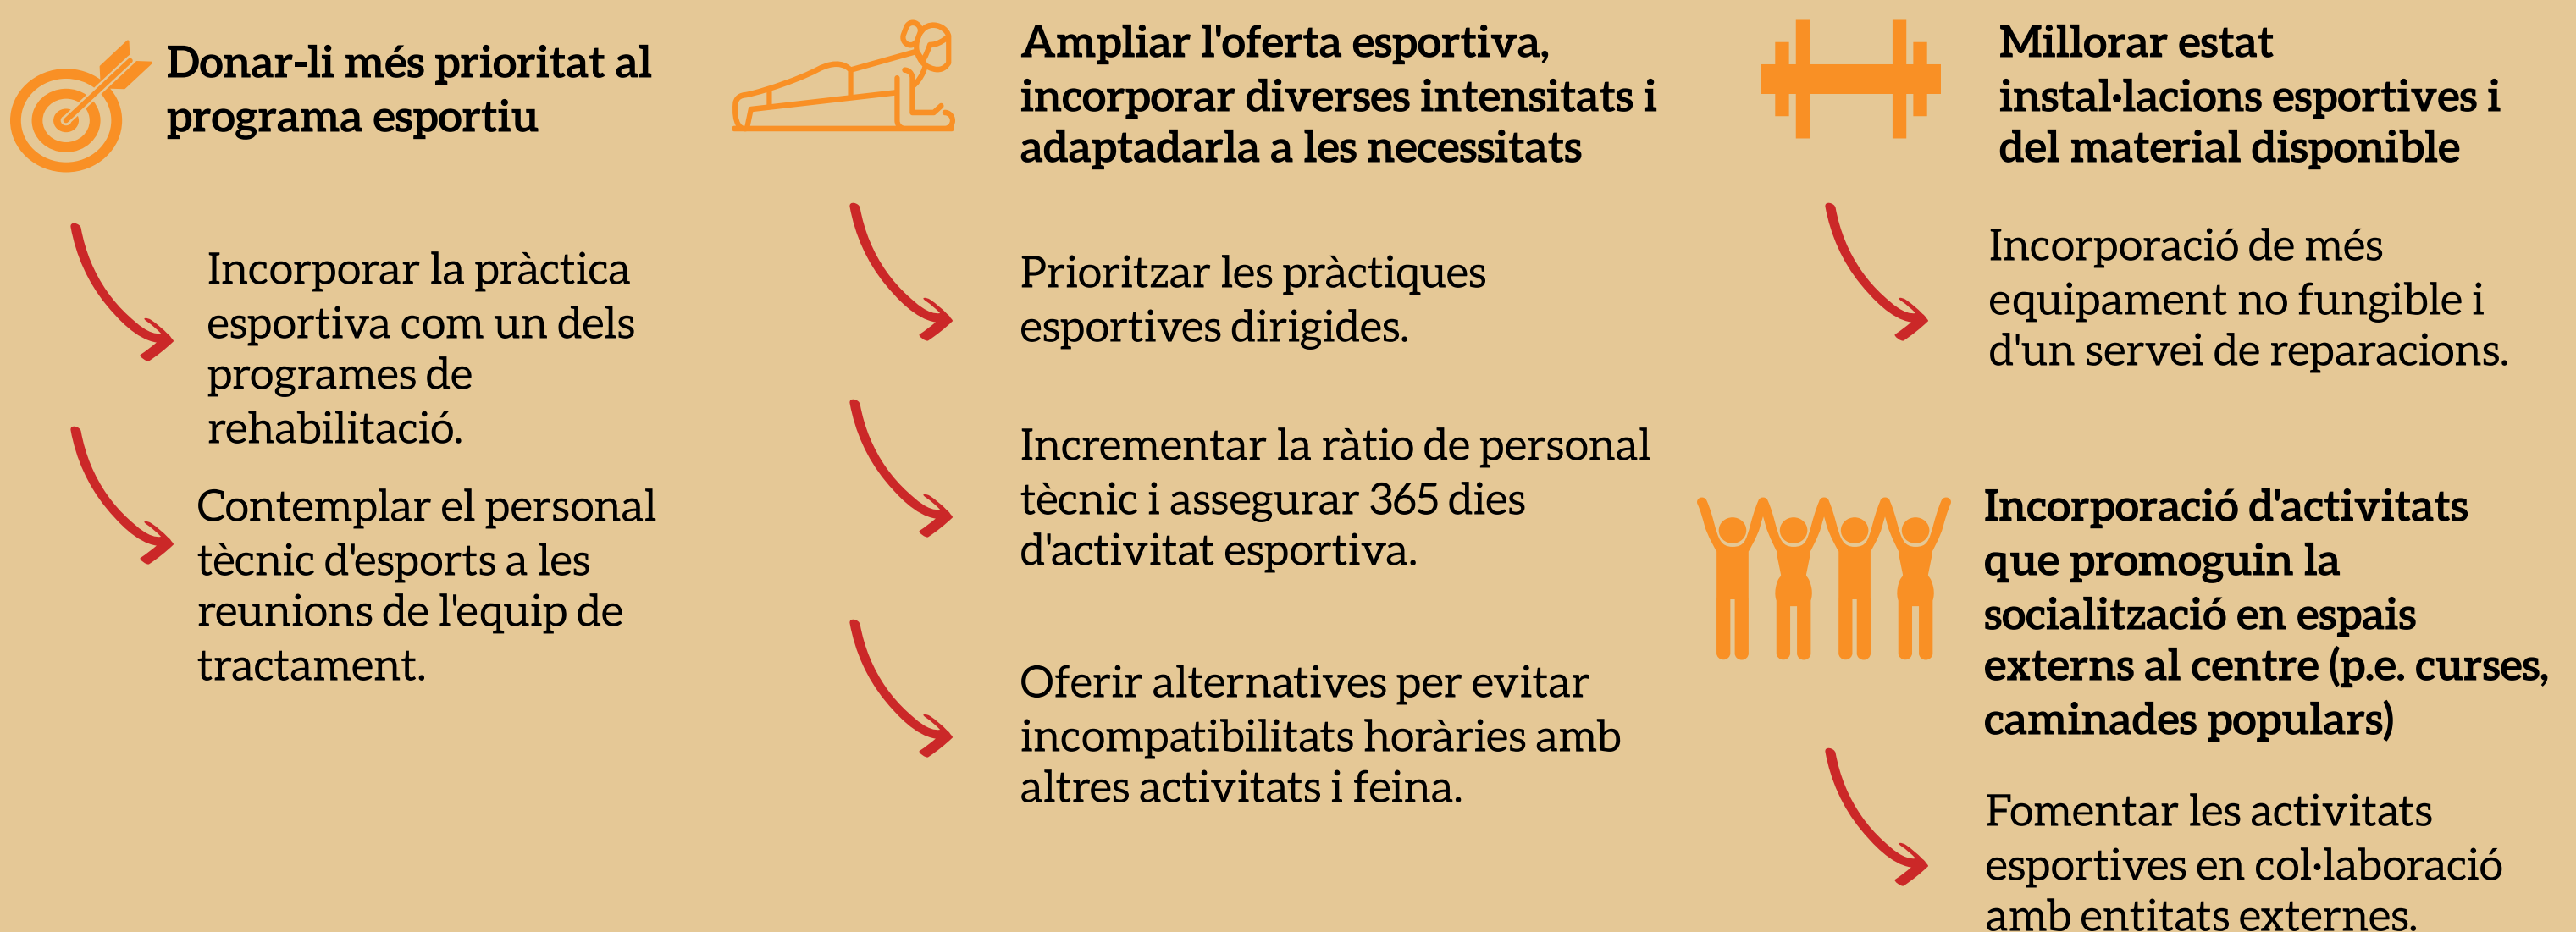 Donar-li més prioritat al
programa esportiu
Incorporar la pràctica
esportiva com un dels
programes de
rehabilitació.
Contemplar el personal
tècnic d'esports a les
reunions de l'equip de
tractament.
Ampliar l'oferta esportiva,
incorporar diverses intensitats i
adaptadarla a les necessitats
Prioritzar les pràctiques
esportives dirigides.
Incrementar la ràtio de personal
tècnic i assegurar 365 dies
d'activitat esportiva.
Oferir alternatives per evitar
incompatibilitats horàries amb
altres activitats i feina.
Millorar estat
instal·lacions esportives i
del material disponible
Incorporació de més
equipament no fungible i
d'un servei de reparacions.
Incorporació d'activitats
que promoguin la
socialització en espais
externs al centre (p.e. curses,
caminades populars)
Fomentar les activitats
esportives en col·laboració
amb entitats externes.